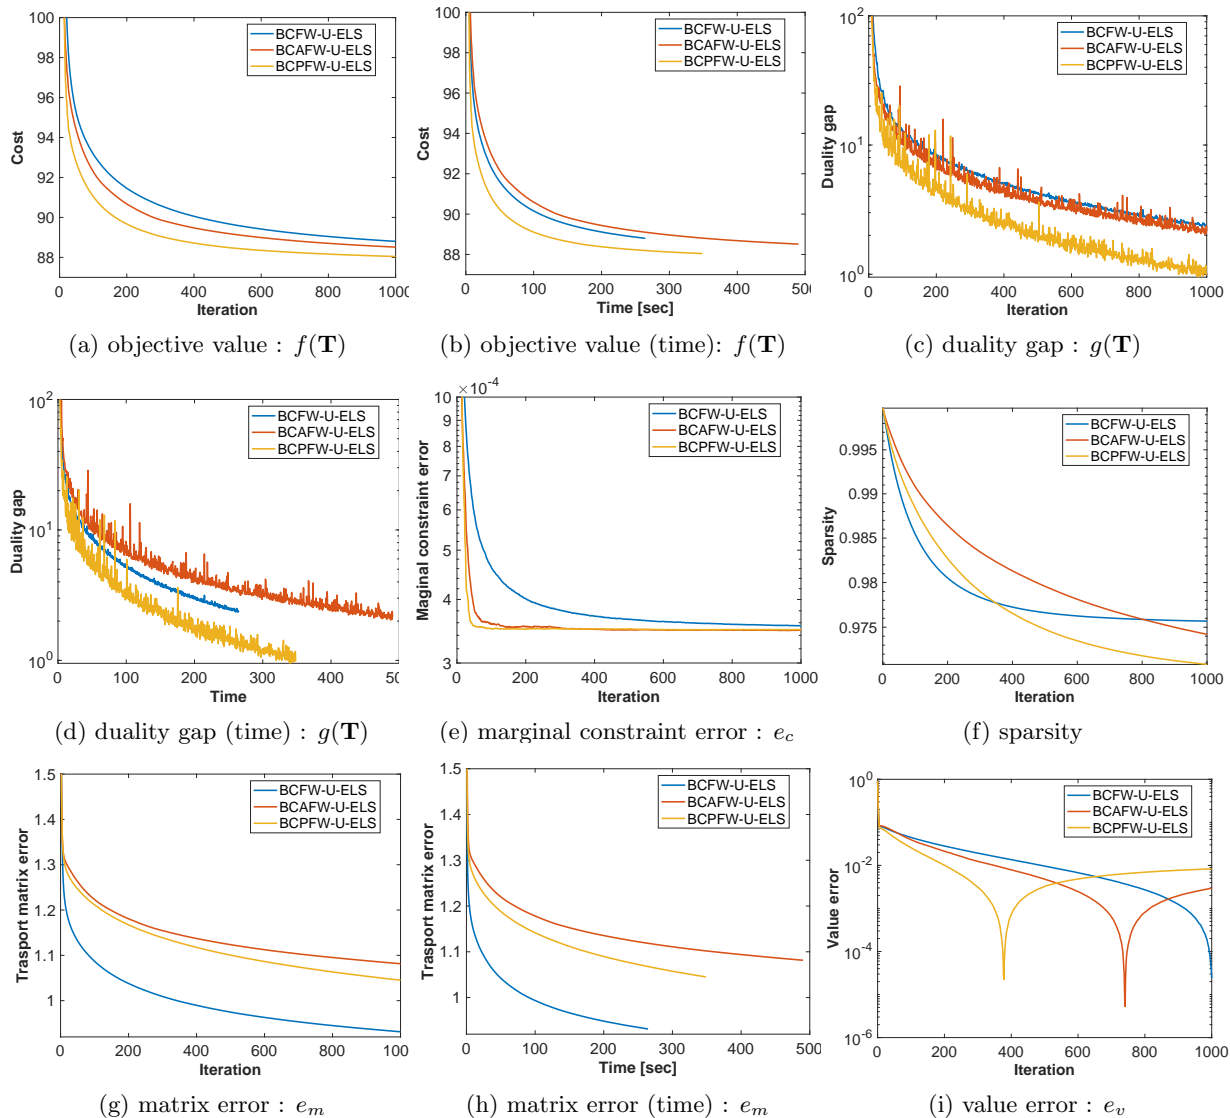 100
98
96
94
92
90
88
Cost
0
200
400
600
800
1000
Iteration
BCFW-U-ELS
BCAFW-U-ELS
BCPFW-U-ELS
(a) objective value : f(T)
100
98
96
94
92
90
88
Cost
0
100
200
300
400
500
Time [sec]
BCFW-U-ELS
BCAFW-U-ELS
BCPFW-U-ELS
(b) objective value (time): f(T)
10^2
10^1
10^0
Duality gap
0
200
400
600
800
1000
Iteration
BCFW-U-ELS
BCAFW-U-ELS
BCPFW-U-ELS
(c) duality gap : g(T)
10^2
10^1
10^0
Duality gap
0
100
200
300
400
Time
BCFW-U-ELS
BCAFW-U-ELS
BCPFW-U-ELS
(d) duality gap (time) : g(T)
×10^-4
10
9
8
7
6
5
4
3
Maginal constraint error
0
200
400
600
800
1000
Iteration
BCFW-U-ELS
BCAFW-U-ELS
BCPFW-U-ELS
(e) marginal constraint error : e_c
0.995
0.99
0.985
0.98
0.975
Sparsity
0
200
400
600
800
1000
Iteration
BCFW-U-ELS
BCAFW-U-ELS
BCPFW-U-ELS
(f) sparsity
1.5
1.4
1.3
1.2
1.1
1
Trasport matrix error
0
200
400
600
800
1000
Iteration
BCFW-U-ELS
BCAFW-U-ELS
BCPFW-U-ELS
(g) matrix error : e_m
1.5
1.4
1.3
1.2
1.1
1
Trasport matrix error
0
100
200
300
400
500
Time [sec]
BCFW-U-ELS
BCAFW-U-ELS
BCPFW-U-ELS
(h) matrix error (time) : e_m
10^0
10^-2
10^-4
10^-6
Value error
0
200
400
600
800
1000
Iteration
BCFW-U-ELS
BCAFW-U-ELS
BCPFW-U-ELS
(i) value error : e_v